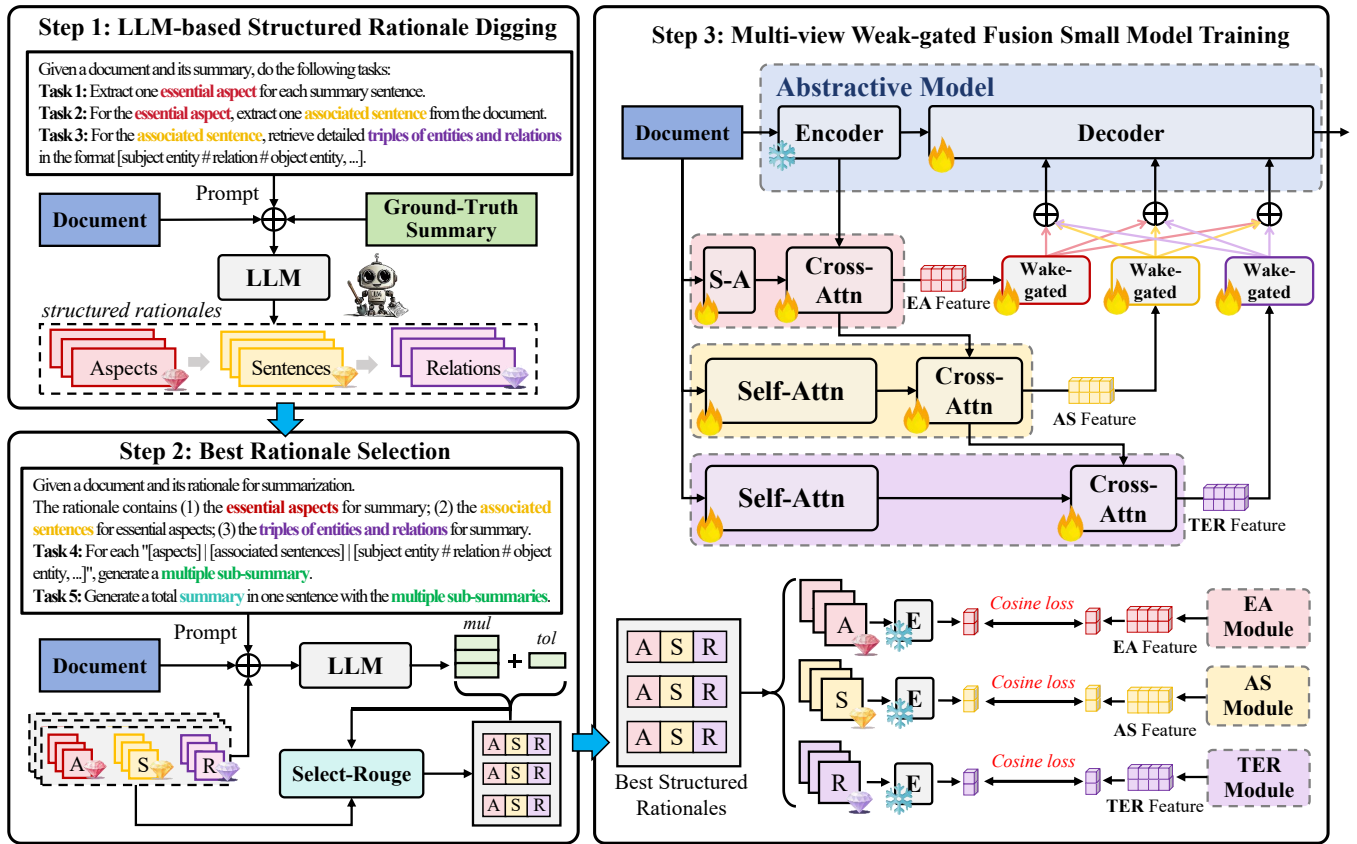 Step 1: LLM-based Structured Rationale Digging
Given a document and its summary, do the following tasks:
Task 1: Extract one essential aspect for each summary sentence.
Task 2: For the essential aspect, extract one associated sentence from the document.
Task 3: For the associated sentence, retrieve detailed triples of entities and relations
in the format [subject entity # relation # object entity, ...].
Prompt
Document
Ground-Truth
Summary
LLM
structured rationales
Aspects
Sentences
Relations
Step 2: Best Rationale Selection
Given a document and its rationale for summarization.
The rationale contains (1) the essential aspects for summary; (2) the associated
sentences for essential aspects; (3) the triples of entities and relations for summary.
Task 4: For each "[aspects] | [associated sentences] | [subject entity # relation # object
entity, ...]", generate a multiple sub-summary.
Task 5: Generate a total summary in one sentence with the multiple sub-summaries.
Prompt
Document
LLM
mul
tol
A
S
R
Select-Rouge
A S R
A S R
A S R
Step 3: Multi-view Weak-gated Fusion Small Model Training
Abstractive Model
Document
Encoder
Decoder
S-A
Cross-
Attn
EA Feature
Wake-
gated
Wake-
gated
Wake-
gated
Self-Attn
Cross-
Attn
AS Feature
Self-Attn
Cross-
Attn
TER Feature
A S R
A S R
A S R
Best Structured
Rationales
A
E
Cosine loss
EA Feature
EA
Module
S
E
Cosine loss
AS Feature
AS
Module
R
E
Cosine loss
TER Feature
TER
Module